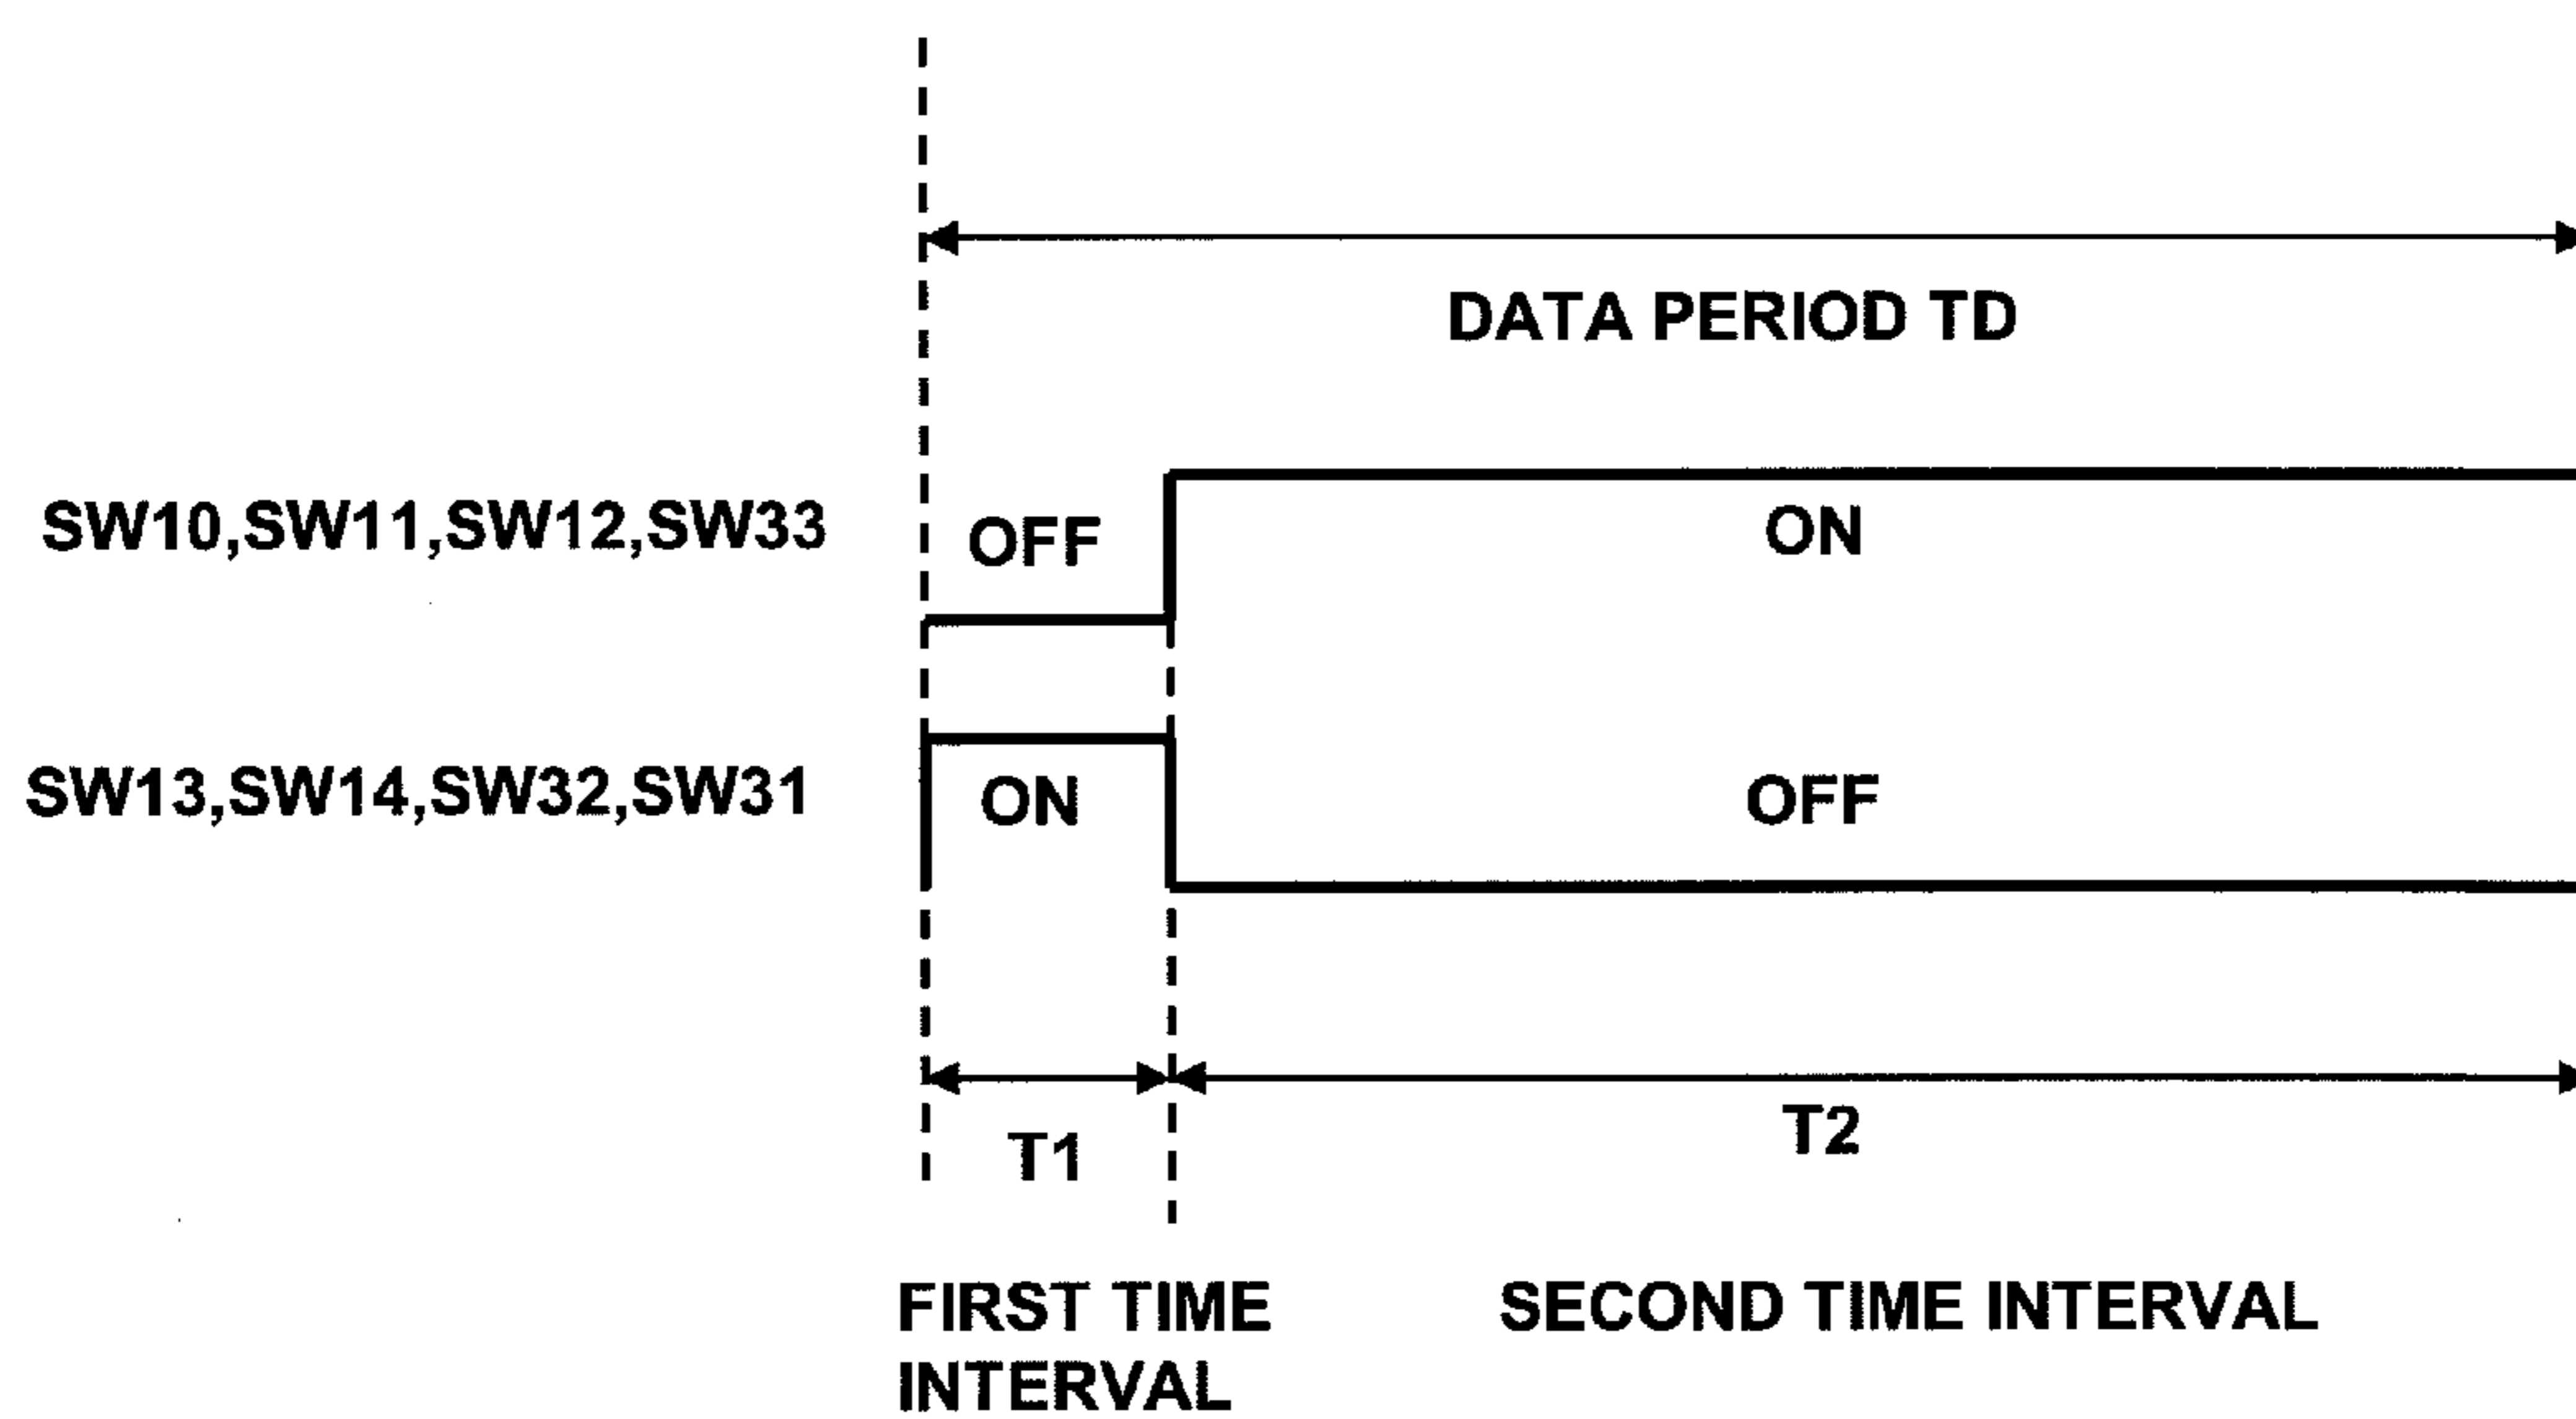 DATA PERIOD TD
SW10,SW11,SW12,SW33
OFF
ON
SW13,SW14,SW32,SW31
ON
OFF
T1
T2
FIRST TIME
INTERVAL
SECOND TIME INTERVAL